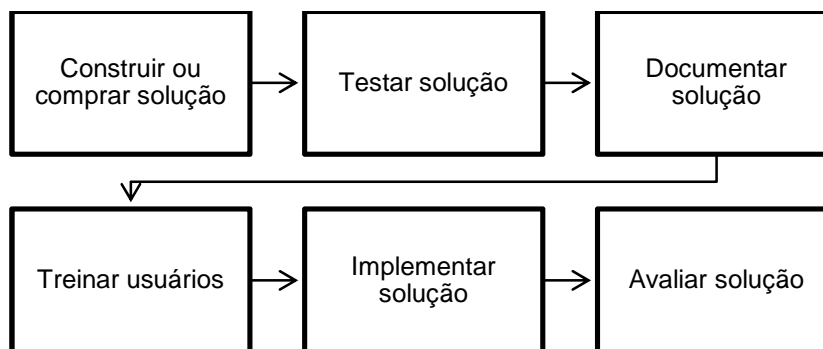 Construir ou
comprar solução
Testar solução
Documentar
solução
Treinar usuários
Implementar
solução
Avaliar solução